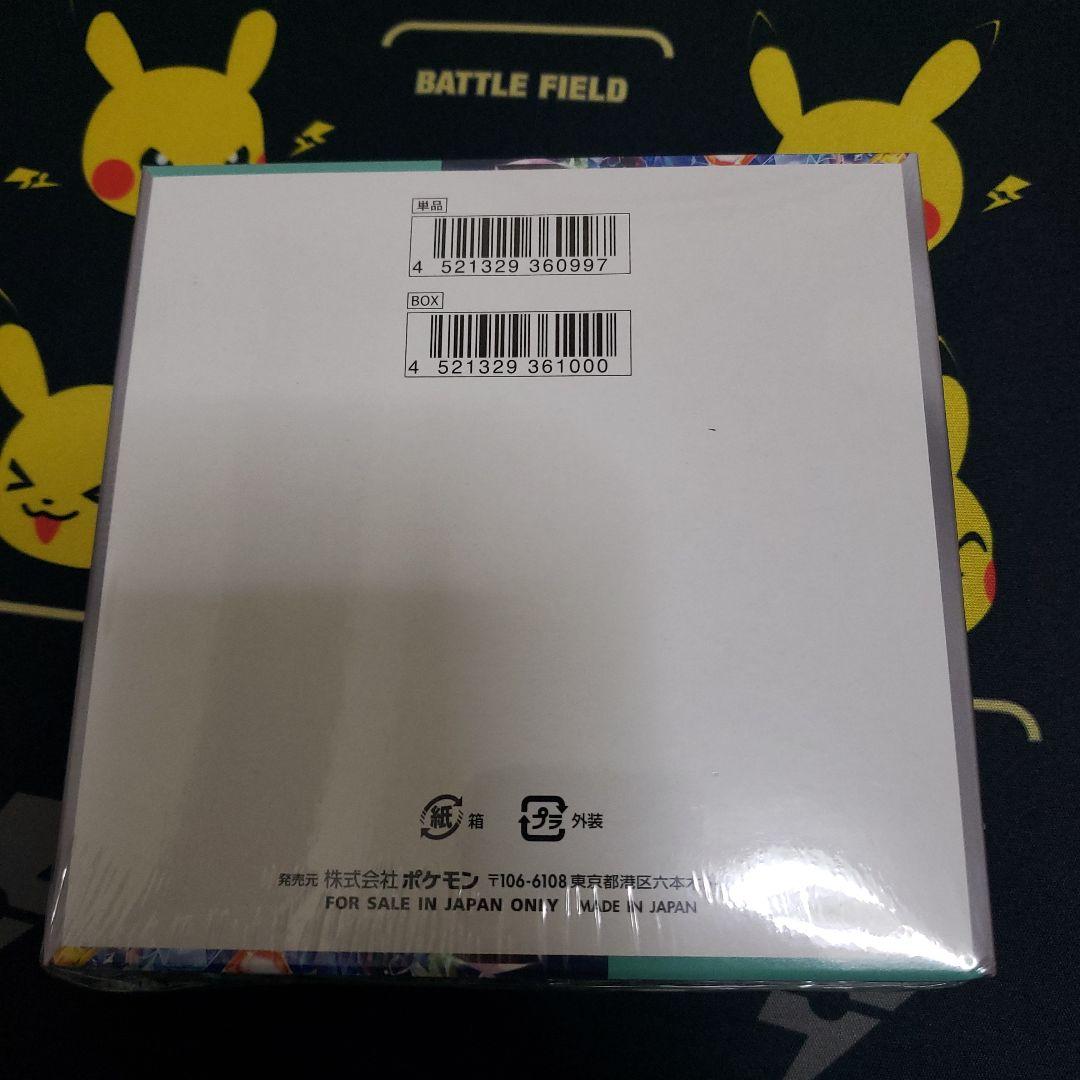 BATTLE FIELD
単品
4 521329 360997
BOX
4 521329 361000
紙 箱 プラ 外装
発売元 株式会社ポケモン 〒106-6108 東京都港区六本
FOR SALE IN JAPAN ONLY MADE IN JAPAN